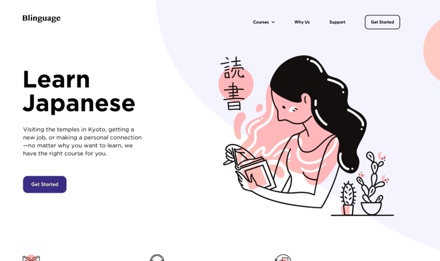 Blinguage
Courses
Why Us
Support
Get Started
読
書
Learn
Japanese
Visiting the temples in Kyoto, getting a
new job, or making a personal connection
—no matter why you want to learn, we
have the right course for you.
Get Started